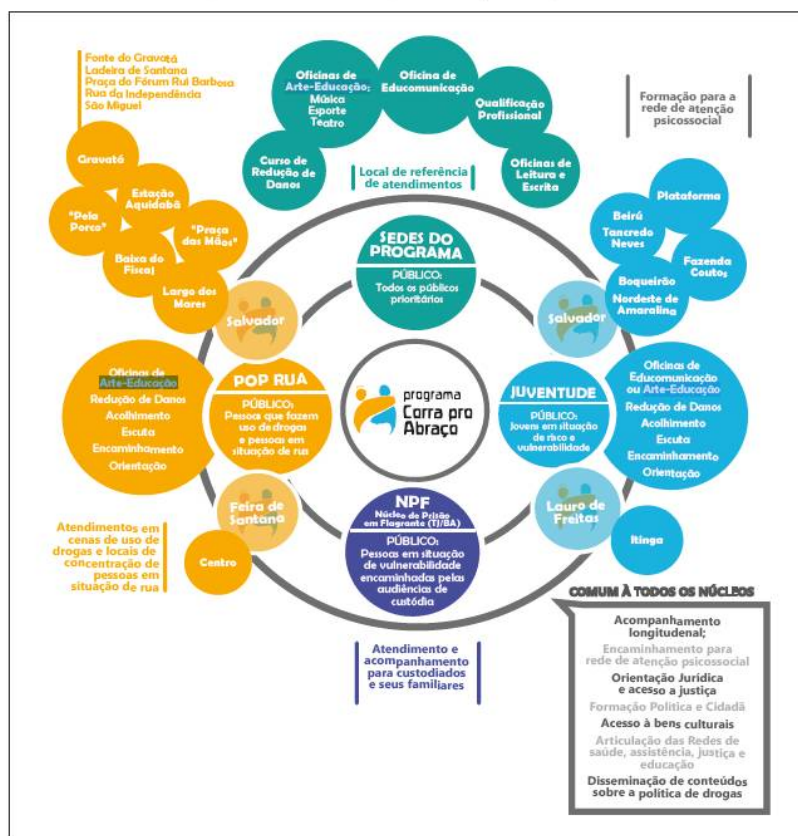 Fonte do Gravatá
Ladeira de Santana
Praça do Fórum Rui Barbosa
Rua da Independência
São Miguel
Gravatá
Estação
Aquidabã
"Pela
Porco"
"Praça
das Mãos"
Baixa do
Fiscal
Largo dos
Mares
Oficinas de
Arte-Educação:
Música
Esporte
Teatro
Oficina de
Educomunicação
Qualificação
Profissional
Curso de
Redução de
Danos
Oficinas de
Leitura e
Escrita
Local de referência
de atendimentos
Formação para a
rede de atenção
psicossocial
Plataforma
Beirú
Tancredo
Neves
Fazenda
Coutos
Boqueirão
Nordeste de
Amaralina
SEDES DO
PROGRAMA
PÚBLICO:
Todos os públicos
prioritários
Salvador
Salvador
Oficinas de
Arte-Educação
Redução de Danos
Acolhimento
Escuta
Encaminhamento
Orientação
POP RUA
PÚBLICO:
Pessoa que fazem
uso de drogas
e pessoas em
situação de rua
programa
Corra pro
Abraço
JUVENTUDE
PÚBLICO:
Jovem em situação
de risco e
vulnerabilidade
Oficinas de
Educomunicação
ou Arte-Educação
Redução de Danos
Acolhimento
Escuta
Encaminhamento
Orientação
Feira de
Santana
Centro
Atendimentos em
cenas de uso de
drogas e locais de
concentração de
pessoas em
situação de rua
NPF
Núcleo de Prisão
em Flagrante (TJ/BA)
PÚBLICO:
Pessoas em situação
de vulnerabilidade
encaminhadas pelas
audiências de
custódia
Lauro de
Freitas
Itinga
Atendimento e
acompanhamento
para custodiados
e seus familiares
COMUM À TODOS OS NÚCLEOS
Acompanhamento
longitudenal;
Encaminhamento para
rede de atenção psicossocial
Orientação Jurídica
e acesso a justiça
Formação Política e Cidadã
Acesso à bens culturais
Articulação das Redes de
saúde, assistência, justiça e
educação
Disseminação de conteúdos
sobre a política de drogas